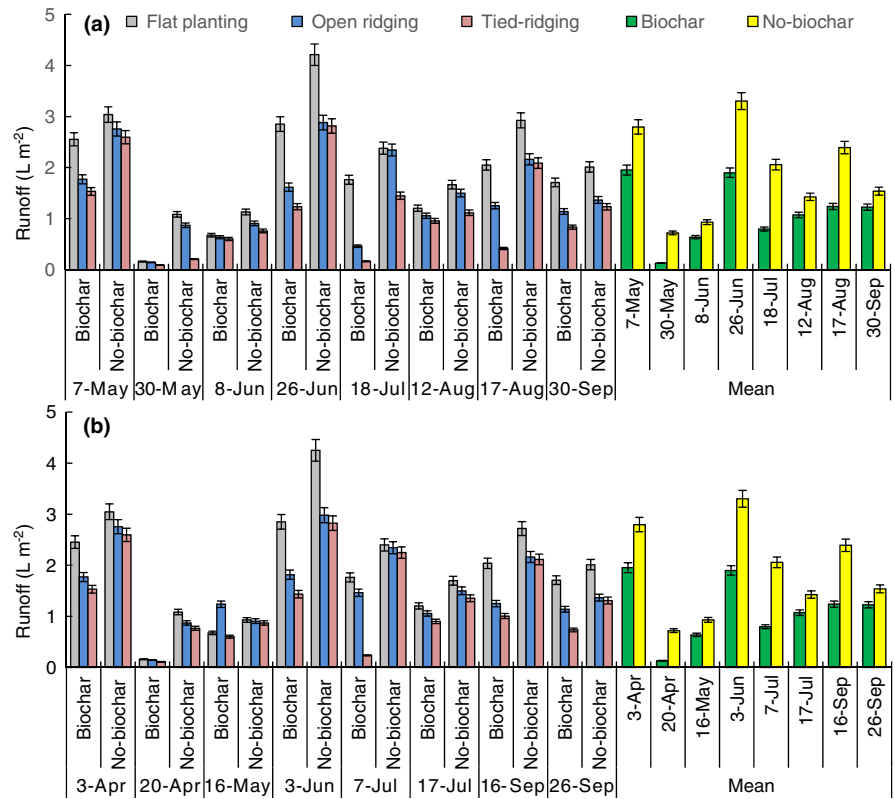 (a)
Flat planting Open ridging Tied-ridging Biochar No-biochar
5
4
3
2
1
0
Runoff (L m-2)
Biochar No-biochar Biochar No-biochar Biochar No-biochar Biochar No-biochar Biochar No-biochar Biochar No-biochar Biochar No-biochar Biochar No-biochar 7-May 30-May 8-Jun 26-Jun 18-Jul 12-Aug 17-Aug 30-Sep
7-May 30-May 8-Jun 26-Jun 18-Jul 12-Aug 17-Aug 30-Sep Mean
(b)
5
4
3
2
1
0
Runoff (L m-2)
Biochar No-biochar Biochar No-biochar Biochar No-biochar Biochar No-biochar Biochar No-biochar Biochar No-biochar Biochar No-biochar Biochar No-biochar 3-Apr 20-Apr 16-May 3-Jun 7-Jul 17-Jul 16-Sep 26-Sep
3-Apr 20-Apr 16-May 3-Jun 7-Jul 17-Jul 16-Sep 26-Sep Mean